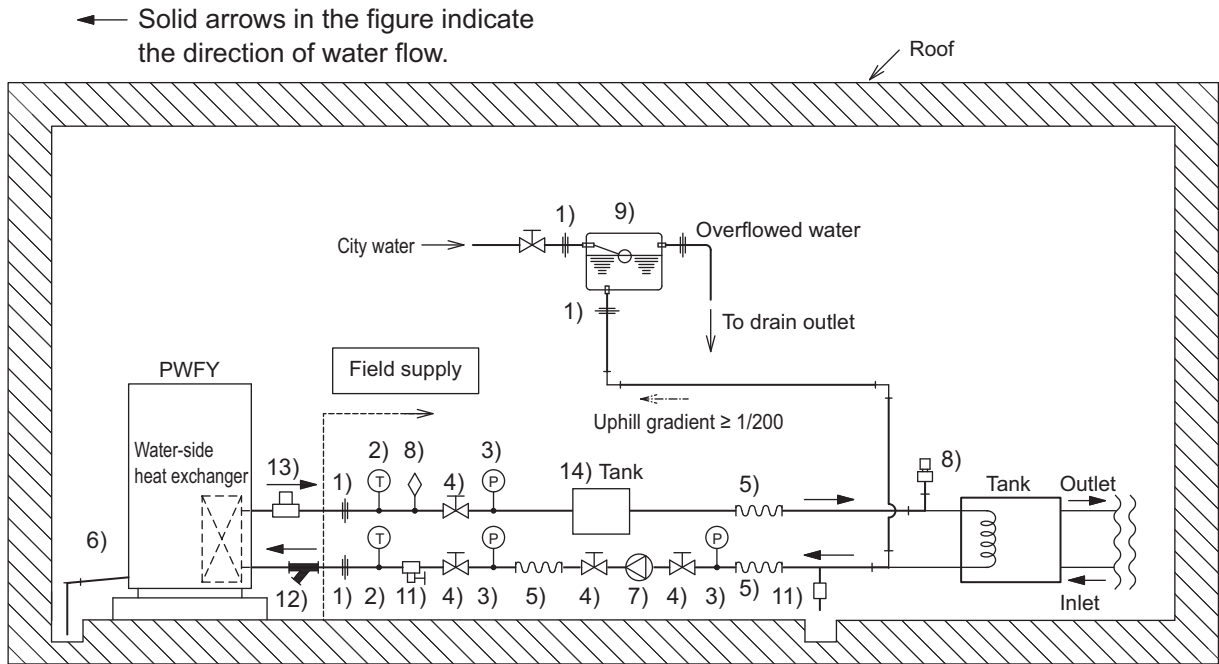 Solid arrows in the figure indicate
the direction of water flow.
Roof
1) 9)
City water
Overflowed water
1)
To drain outlet
PWFY
Field supply
Uphill gradient ≥ 1/200
Water-side
heat exchanger
13)
2) 8) 3)
1) 4)
14) Tank
5)
8)
Tank
Outlet
T
P
6)
T
P
P
12) 1) 2) 11) 4) 3) 5) 4) 7) 4) 3) 5) 11)
Inlet